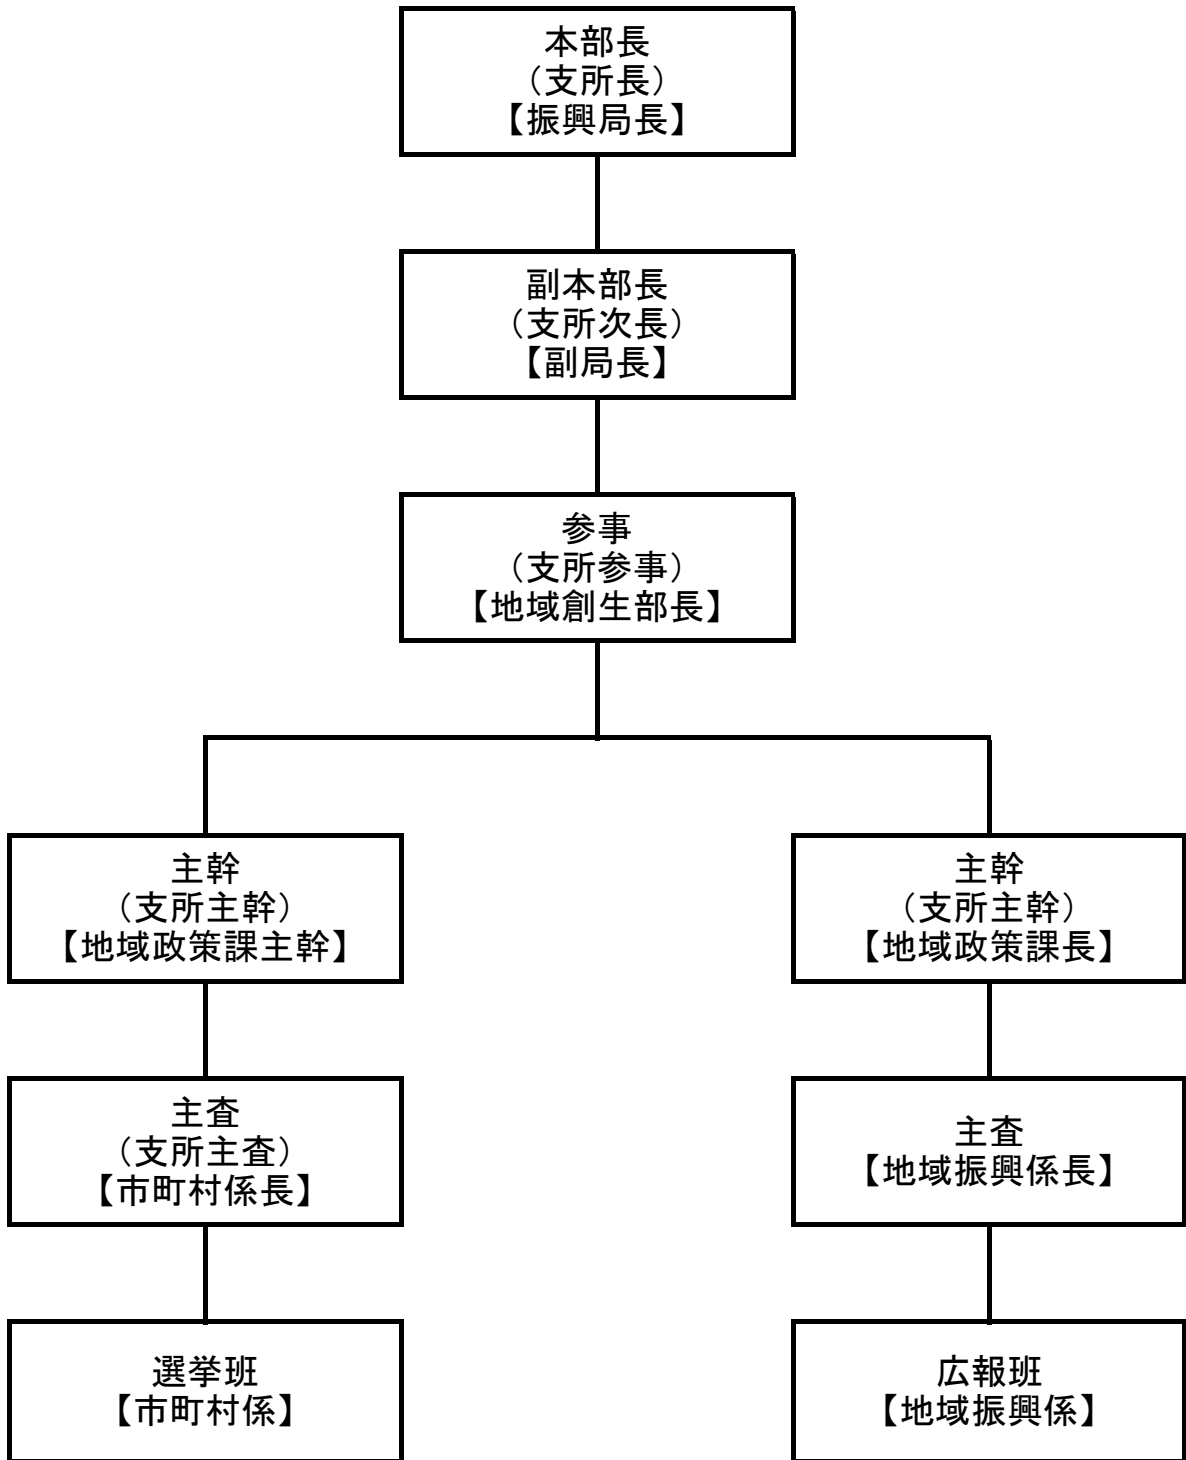 本部長
（支所長）
【振興局長】
副本部長
（支所次長）
【副局長】
参事
（支所参事）
【地域創生部長】
主幹
（支所主幹）
【地域政策課主幹】
主幹
（支所主幹）
【地域政策課長】
主査
（支所主査）
【市町村係長】
主査
【地域振興係長】
選挙班
【市町村係】
広報班
【地域振興係】